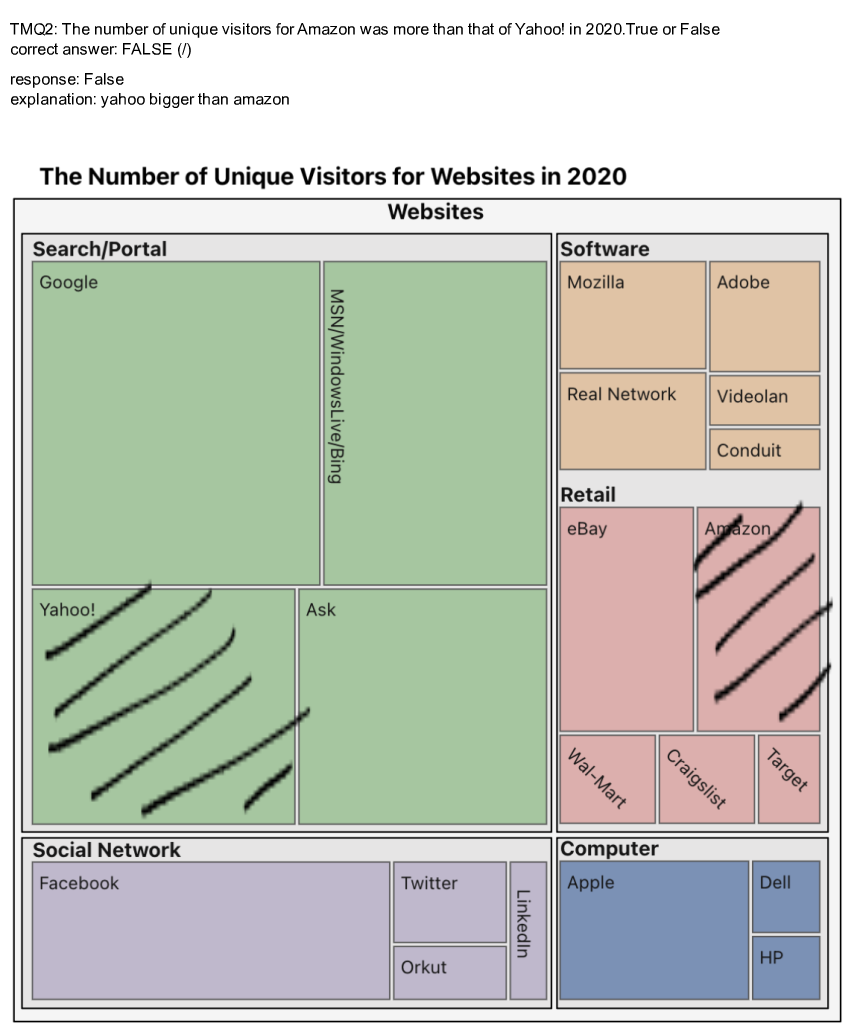 TMQ2: The number of unique visitors for Amazon was more than that of Yahoo! in 2020.True or False
correct answer: FALSE (/)
response: False
explanation: yahoo bigger than amazon
The Number of Unique Visitors for Websites in 2020
Websites
Search/Portal
Google
MSN/WindowsLive/Bing
Yahoo!
Ask
Software
Mozilla
Adobe
Real Network
Videolan
Conduit
Retail
eBay
Amazon
Wal-Mart
Craigslist
Target
Social Network
Facebook
Twitter
Orkut
LinkedIn
Computer
Apple
Dell
HP